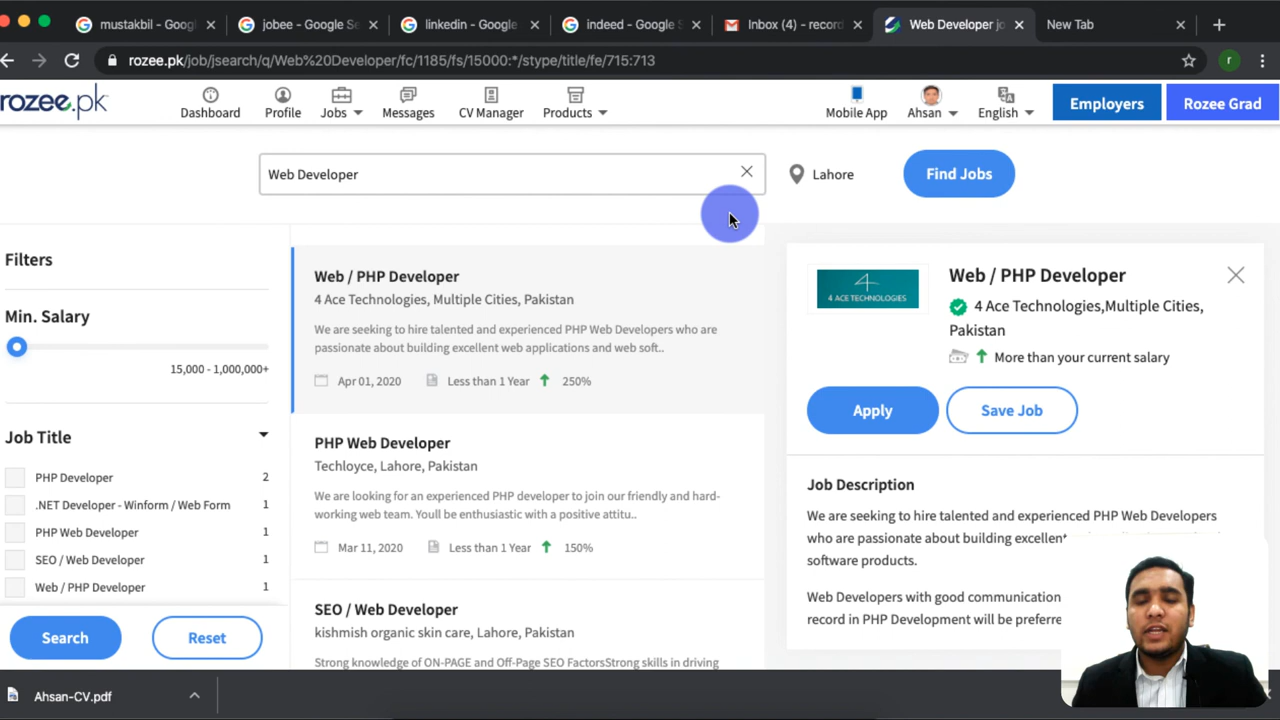 mustakbil - Goog
jobee - Google Se
linkedin - Google
indeed - Google S
Inbox (4) - record
Web Developer jo
New Tab
rozee.pk/job/jsearch/q/Web%20Developer/fc/1185/fs/15000:*/stype/title/fe/715:713
r
rozee.pk
Dashboard
Profile
Jobs
Messages
CV Manager
Products
Mobile App
Ahsan
English
Employers
Rozee Grad
Web Developer
Lahore
Find Jobs
Filters
Min. Salary
15,000 - 1,000,000+
Job Title
PHP Developer 2
.NET Developer - Winform / Web Form 1
PHP Web Developer 1
SEO / Web Developer 1
Web / PHP Developer 1
Search
Reset
Web / PHP Developer
4 Ace Technologies, Multiple Cities, Pakistan
We are seeking to hire talented and experienced PHP Web Developers who are
passionate about building excellent web applications and web soft..
Apr 01, 2020 Less than 1 Year 250%
PHP Web Developer
Techloyce, Lahore, Pakistan
We are looking for an experienced PHP developer to join our friendly and hard-
working web team. Youll be enthusiastic with a positive attitu..
Mar 11, 2020 Less than 1 Year 150%
SEO / Web Developer
kishmish organic skin care, Lahore, Pakistan
Strong knowledge of ON-PAGE and Off-Page SEO FactorsStrong skills in driving
4 ACE TECHNOLOGIES
Web / PHP Developer
4 Ace Technologies,Multiple Cities,
Pakistan
More than your current salary
Apply
Save Job
Job Description
We are seeking to hire talented and experienced PHP Web Developers
who are passionate about building excellent
software products.
Web Developers with good communication
record in PHP Development will be preferre
Ahsan-CV.pdf